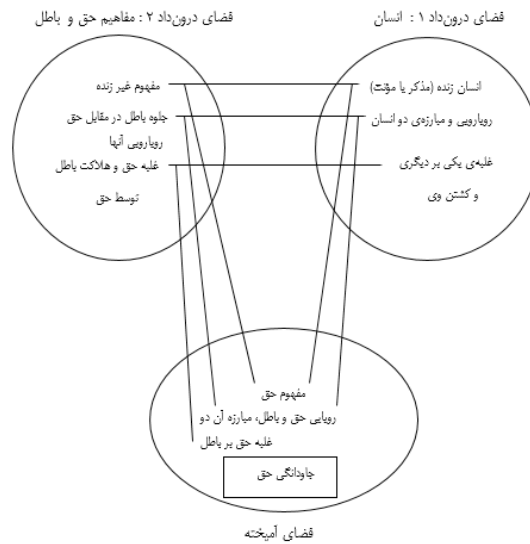 فضای درون‌داد ۱ : انسان
فضای درون‌داد ۲ : مفاهیم حق و باطل
انسان زنده (مذکر یا مؤنث)
رویارویی و مبارزه‌ی دو انسان
غلبه‌ی یکی بر دیگری
و کشتن وی
مفهوم غیر زنده
جلوه باطل در مقابل حق
رویارویی آنها
غلبه حق و هلاکت باطل
توسط حق
مفهوم حق
رویایی حق و باطل، مبارزه آن دو
غلبه حق بر باطل
جاودانگی حق
فضای آمیخته